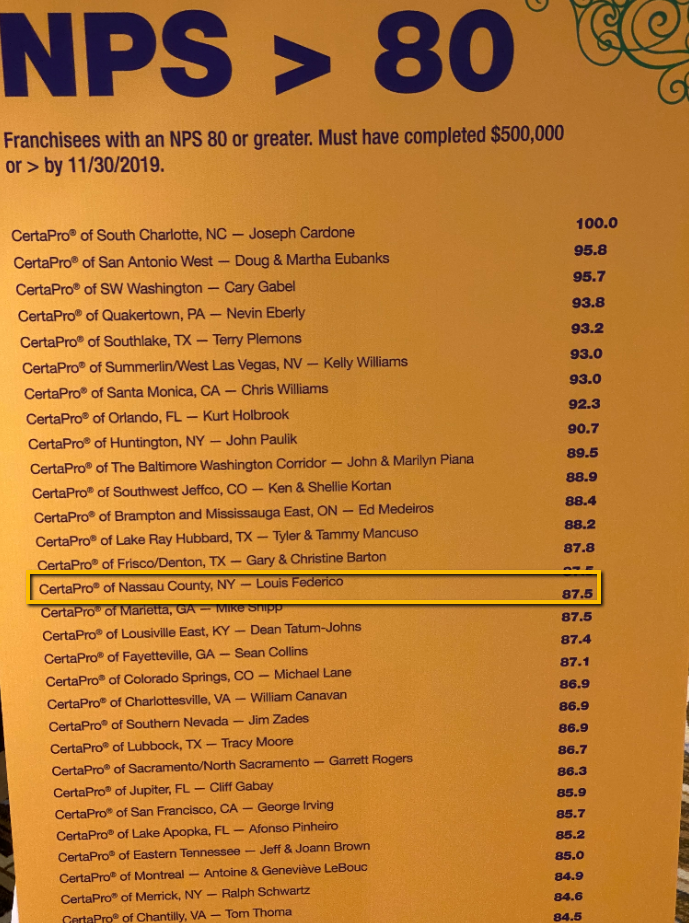 NPS > 80
Franchisees with an NPS 80 or greater. Must have completed $500,000
or > by 11/30/2019.
CertaPro® of South Charlotte, NC — Joseph Cardone 100.0
CertaPro® of San Antonio West — Doug & Martha Eubanks 95.8
CertaPro® of SW Washington — Cary Gabel 95.7
CertaPro® of Quakertown, PA — Nevin Eberly 93.8
CertaPro® of Southlake, TX — Terry Plemons 93.2
CertaPro® of Summerlin/West Las Vegas, NV — Kelly Williams 93.0
CertaPro® of Santa Monica, CA — Chris Williams 93.0
CertaPro® of Orlando, FL — Kurt Holbrook 92.3
CertaPro® of Huntington, NY — John Paulik 90.7
CertaPro® of The Baltimore Washington Corridor — John & Marilyn Piana 89.5
CertaPro® of Southwest Jeffco, CO — Ken & Shellie Kortan 88.9
CertaPro® of Brampton and Mississauga East, ON — Ed Medeiros 88.4
CertaPro® of Lake Ray Hubbard, TX — Tyler & Tammy Mancuso 88.2
CertaPro® of Frisco/Denton, TX — Gary & Christine Barton 87.8
CertaPro® of Nassau County, NY — Louis Federico 87.5
CertaPro® of Marietta, GA — Mike Shipp 87.5
CertaPro® of Lousiville East, KY — Dean Tatum-Johns 87.5
CertaPro® of Fayetteville, GA — Sean Collins 87.4
CertaPro® of Colorado Springs, CO — Michael Lane 87.1
CertaPro® of Charlottesville, VA — William Canavan 86.9
CertaPro® of Southern Nevada — Jim Zades 86.9
CertaPro® of Lubbock, TX — Tracy Moore 86.9
CertaPro® of Sacramento/North Sacramento — Garrett Rogers 86.7
CertaPro® of Jupiter, FL — Cliff Gabay 86.3
CertaPro® of San Francisco, CA — George Irving 85.9
CertaPro® of Lake Apopka, FL — Afonso Pinheiro 85.7
CertaPro® of Eastern Tennessee — Jeff & Joann Brown 85.2
CertaPro® of Montreal — Antoine & Geneviève LeBouc 85.0
CertaPro® of Merrick, NY — Ralph Schwartz 84.9
CertaPro® of Chantilly, VA — Tom Thoma 84.6
84.5